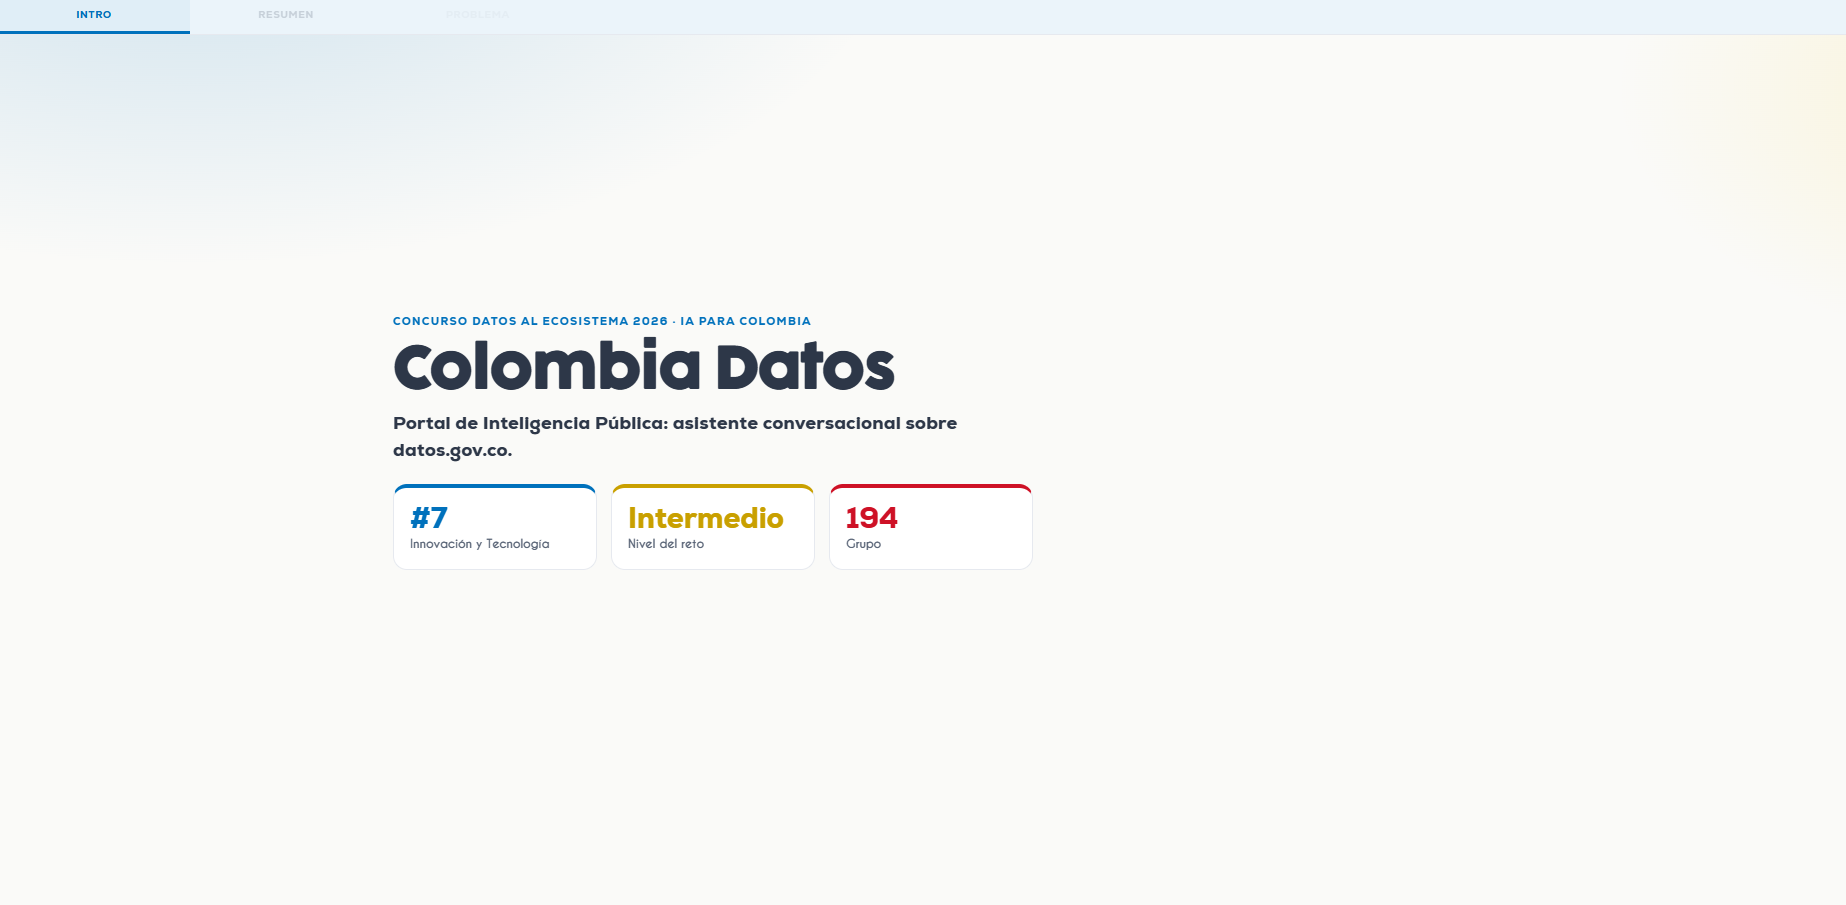 INTRO
RESUMEN
PROBLEMA
CONCURSO DATOS AL ECOSISTEMA 2026 · IA PARA COLOMBIA
Colombia Datos
Portal de Inteligencia Pública: asistente conversacional sobre
datos.gov.co.
#7
Innovación y Tecnología
Intermedio
Nivel del reto
194
Grupo